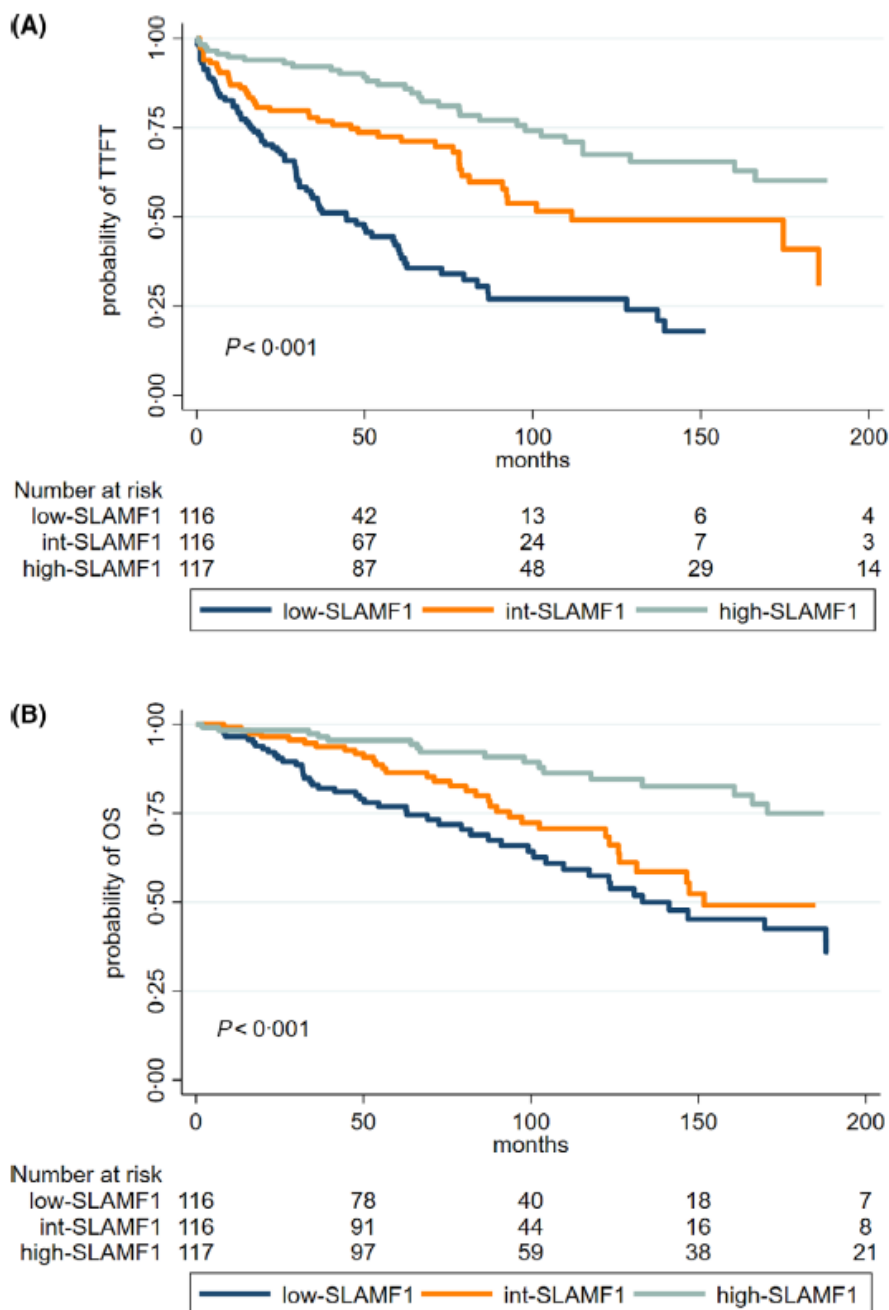 (A)
1·00
0·75
0·50
0·25
0·00
probability of TTFT
P< 0·001
0 50 100 150 200
months
Number at risk
low-SLAMF1 116 42 13 6 4
int-SLAMF1 116 67 24 7 3
high-SLAMF1 117 87 48 29 14
low-SLAMF1 int-SLAMF1 high-SLAMF1
(B)
1·00
0·75
0·50
0·25
0·00
probability of OS
P< 0·001
0 50 100 150 200
months
Number at risk
low-SLAMF1 116 78 40 18 7
int-SLAMF1 116 91 44 16 8
high-SLAMF1 117 97 59 38 21
low-SLAMF1 int-SLAMF1 high-SLAMF1